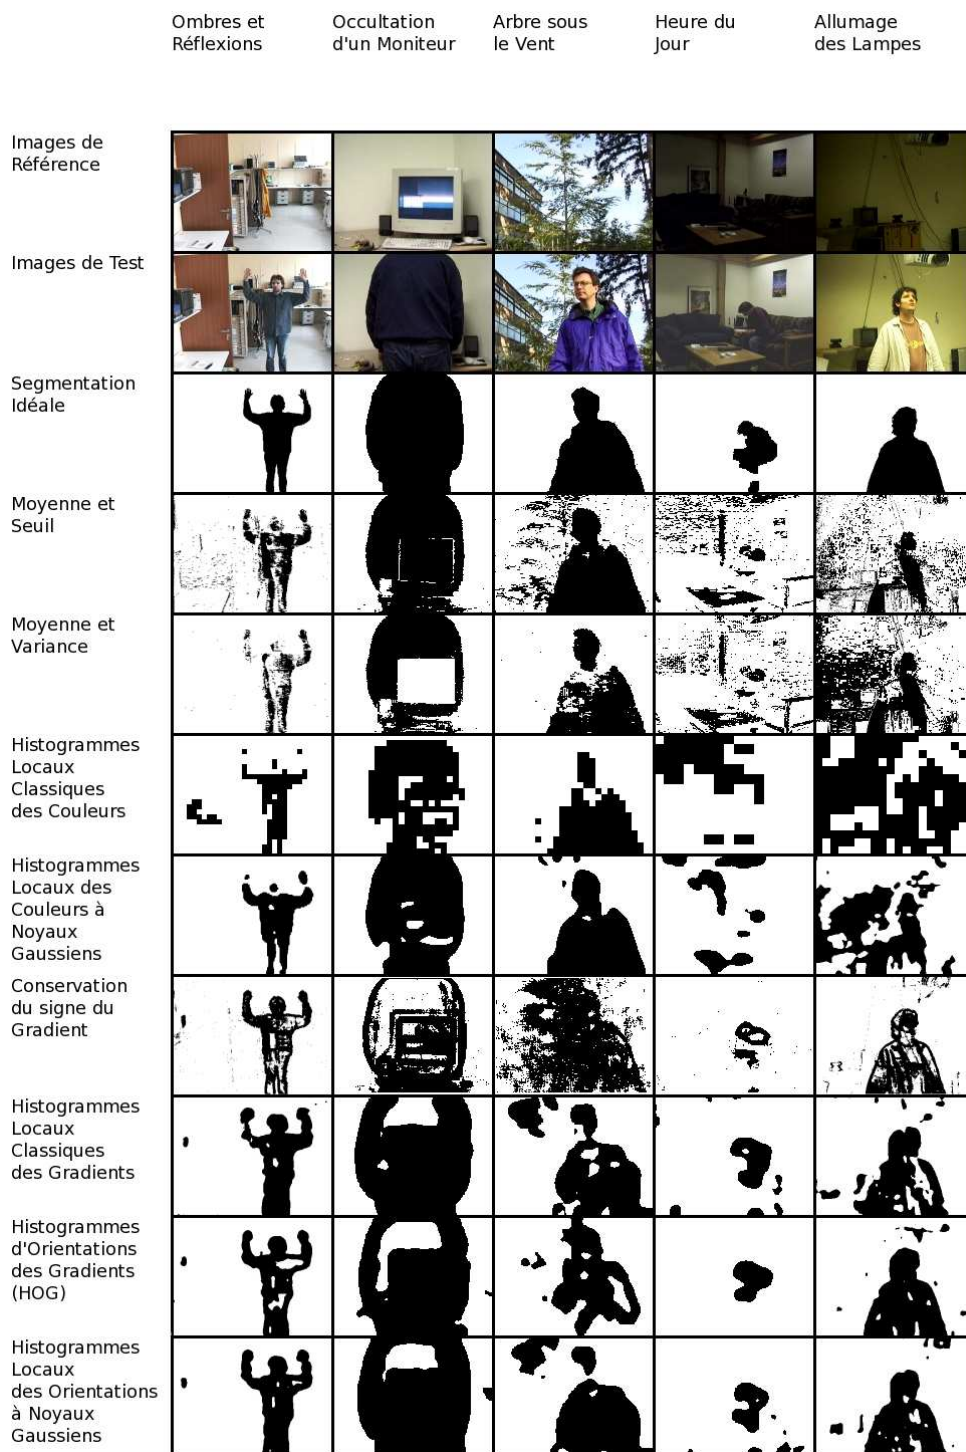 Ombres et
Réflexions
Occultation
d'un Moniteur
Arbre sous
le Vent
Heure du
Jour
Allumage
des Lampes
Images de
Référence
Images de Test
Segmentation
Idéale
Moyenne et
Seuil
Moyenne et
Variance
Histogrammes
Locaux
Classiques
des Couleurs
Histogrammes
Locaux des
Couleurs à
Noyaux
Gaussiens
Conservation
du signe du
Gradient
Histogrammes
Locaux
Classiques
des Gradients
Histogrammes
d'Orientations
des Gradients
(HOG)
Histogrammes
Locaux
des Orientations
à Noyaux
Gaussiens